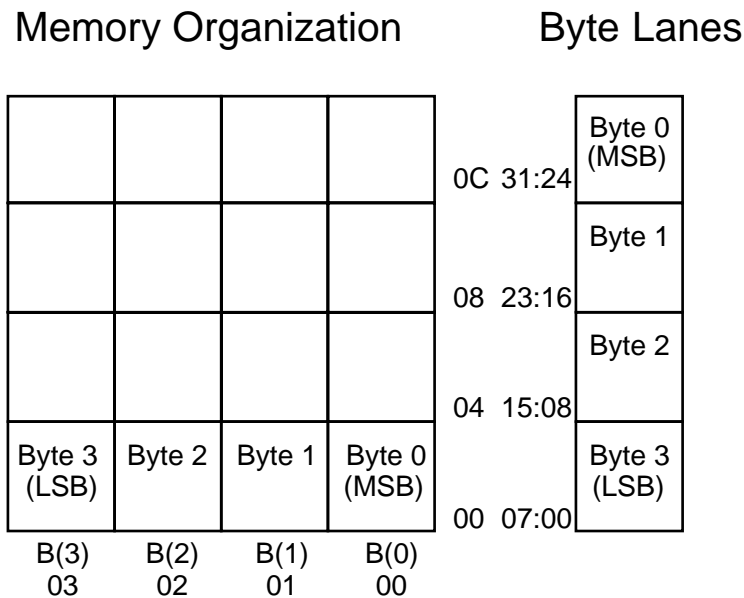 Memory Organization
Byte Lanes
0C 31:24
Byte 0
(MSB)
08 23:16
Byte 1
04 15:08
Byte 2
Byte 3
(LSB)
Byte 2
Byte 1
Byte 0
(MSB)
00 07:00
Byte 3
(LSB)
B(3)
03
B(2)
02
B(1)
01
B(0)
00